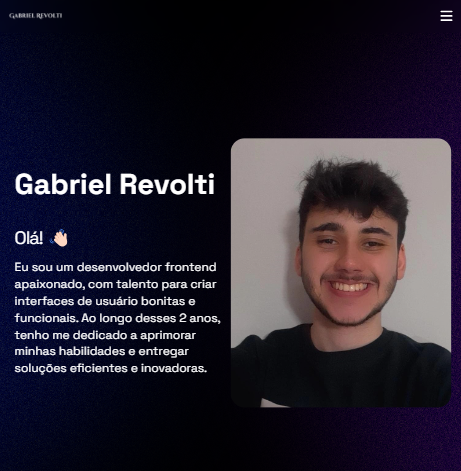 Gabriel Revolti
Gabriel Revolti
Olá! 👋🏻
Eu sou um desenvolvedor frontend
apaixonado, com talento para criar
interfaces de usuário bonitas e
funcionais. Ao longo desses 2 anos,
tenho me dedicado a aprimorar
minhas habilidades e entregar
soluções eficientes e inovadoras.